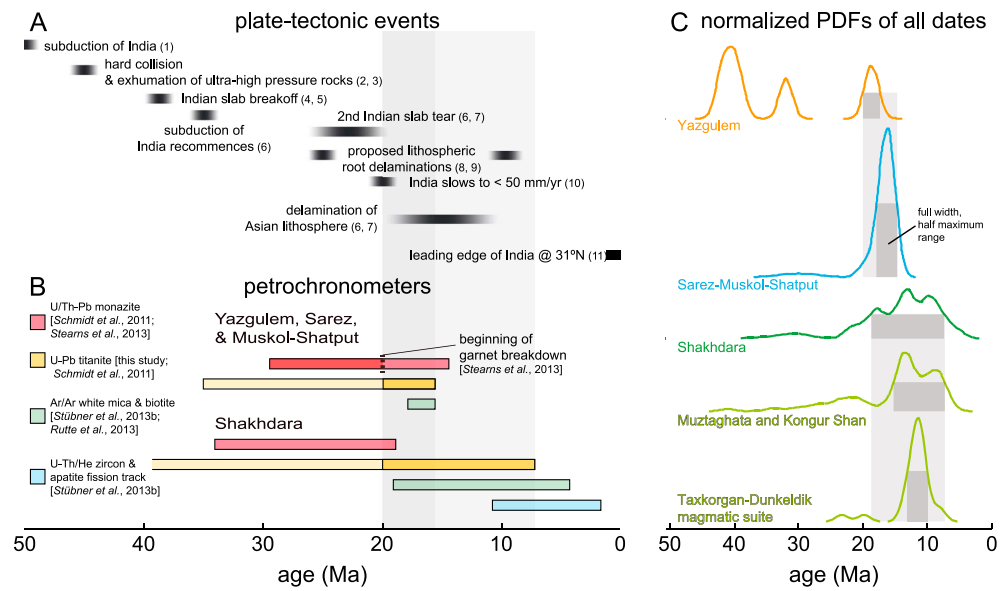 A plate-tectonic events
subduction of India (1)
hard collision
& exhumation of ultra-high pressure rocks (2, 3)
Indian slab breakoff (4, 5)
2nd Indian slab tear (6, 7)
subduction of
India recommences (6)
proposed lithospheric
root delaminations (8, 9)
India slows to < 50 mm/yr (10)
delamination of
Asian lithosphere (6, 7)
leading edge of India @ 31ºN (11)
B petrochronometers
U/Th-Pb monazite
[Schmidt et al., 2011;
Stearns et al., 2013]
U-Pb titanite [this study;
Schmidt et al., 2011]
Ar/Ar white mica & biotite
[Stübner et al., 2013b;
Rutte et al., 2013]
U-Th/He zircon &
apatite fission track
[Stübner et al., 2013b]
Yazgulem, Sarez,
& Muskol-Shatput
beginning of
garnet breakdown
[Stearns et al., 2013]
Shakhdara
50 40 30 20 10 0
age (Ma)
C normalized PDFs of all dates
Yazgulem
full width,
half maximum
range
Sarez-Muskol-Shatput
Shakhdara
Muztaghata and Kongur Shan
Taxkorgan-Dunkeldik
magmatic suite
50 40 30 20 10 0
age (Ma)